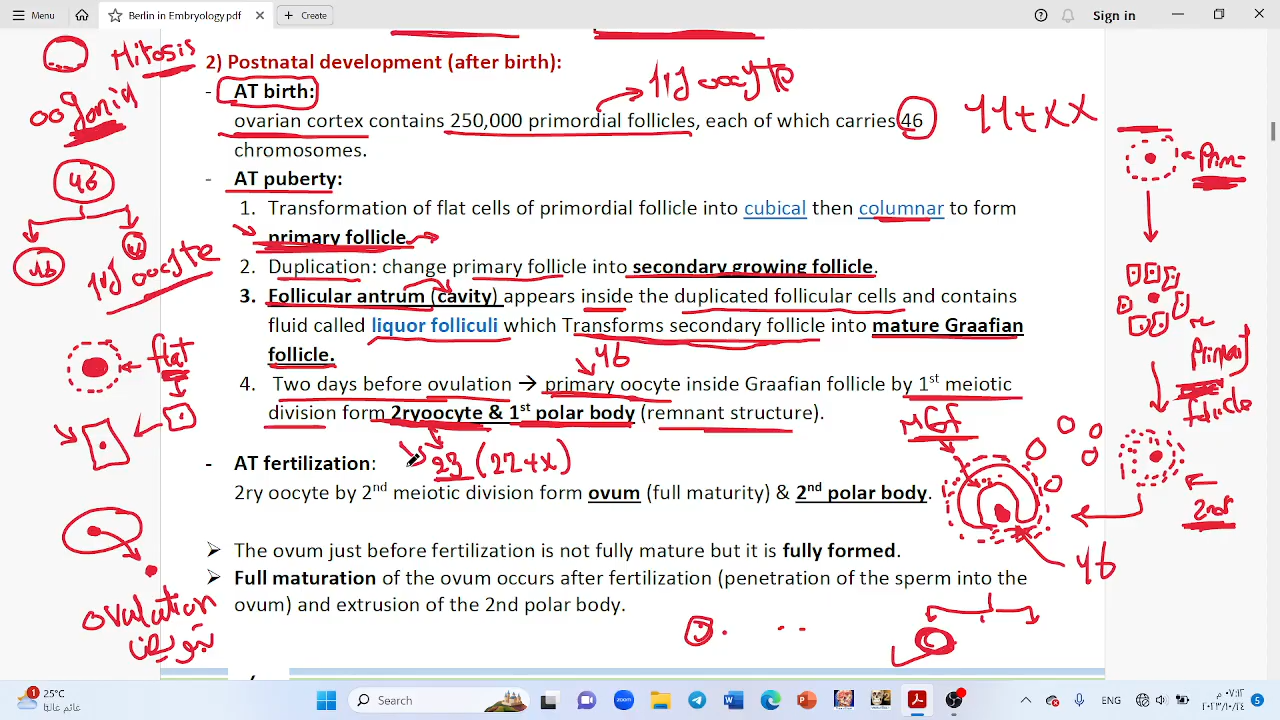 Menu
Berlin in Embryology.pdf
Create
Sign in
2) Postnatal development (after birth):
- AT birth:
1ry oocyte
ovarian cortex contains 250,000 primordial follicles, each of which carries 46
44+XX
chromosomes.
- AT puberty:
1. Transformation of flat cells of primordial follicle into cubical then columnar to form
primary follicle.
2. Duplication: change primary follicle into secondary growing follicle.
3. Follicular antrum (cavity) appears inside the duplicated follicular cells and contains
fluid called liquor folliculi which Transforms secondary follicle into mature Graafian
follicle.
46
4. Two days before ovulation → primary oocyte inside Graafian follicle by 1st meiotic
division form 2ryoocyte & 1st polar body (remnant structure).
23 (22+X)
- AT fertilization:
2ry oocyte by 2nd meiotic division form ovum (full maturity) & 2nd polar body.
➢ The ovum just before fertilization is not fully mature but it is fully formed.
➢ Full maturation of the ovum occurs after fertilization (penetration of the sperm into the
ovum) and extrusion of the 2nd polar body.
Mitosis
oogonia
46
46
1ry oocyte
flat
ovulation
Prim
Primary
follicle
MGF
46
25°C
Search
ENG
5